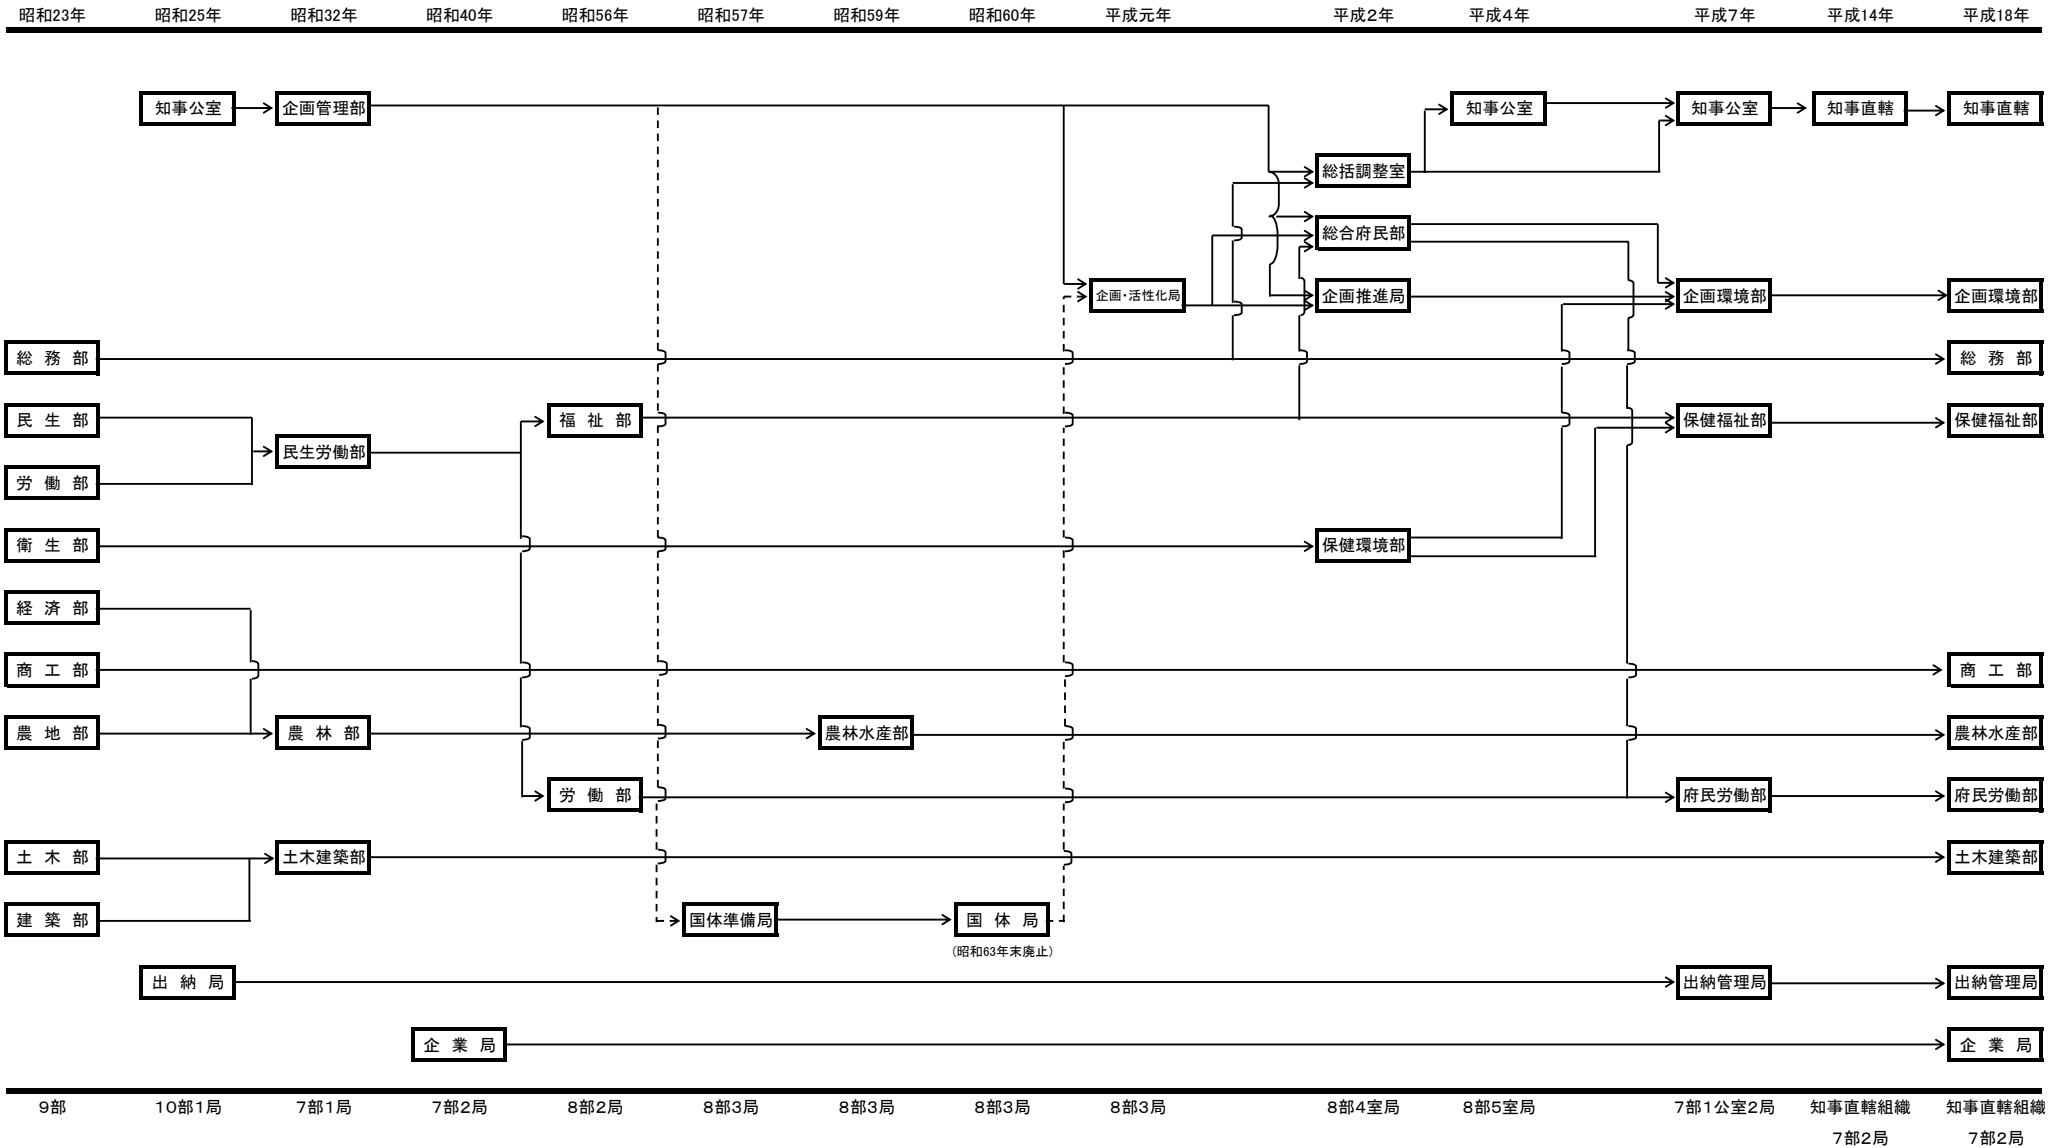 昭和23年 昭和25年 昭和32年 昭和40年 昭和56年 昭和57年 昭和59年 昭和60年 平成元年 平成2年 平成4年 平成7年 平成14年 平成18年
知事公室 企画管理部 知事公室 知事公室 知事直轄 知事直轄
総括調整室
総合府民部
企画・活性化局 企画推進局 企画環境部 企画環境部
総務部 総務部
民生部 福祉部 保健福祉部 保健福祉部
民生労働部
労働部
衛生部 保健環境部
経済部
商工部 商工部
農地部 農林部 農林水産部 農林水産部
労働部 府民労働部 府民労働部
土木部 土木建築部 土木建築部
建築部 国体準備局 国体局
(昭和63年末廃止)
出納局 出納管理局 出納管理局
企業局 企業局
9部 10部1局 7部1局 7部2局 8部2局 8部3局 8部3局 8部3局 8部3局 8部4室局 8部5室局 7部1公室2局 知事直轄組織 知事直轄組織
7部2局 7部2局